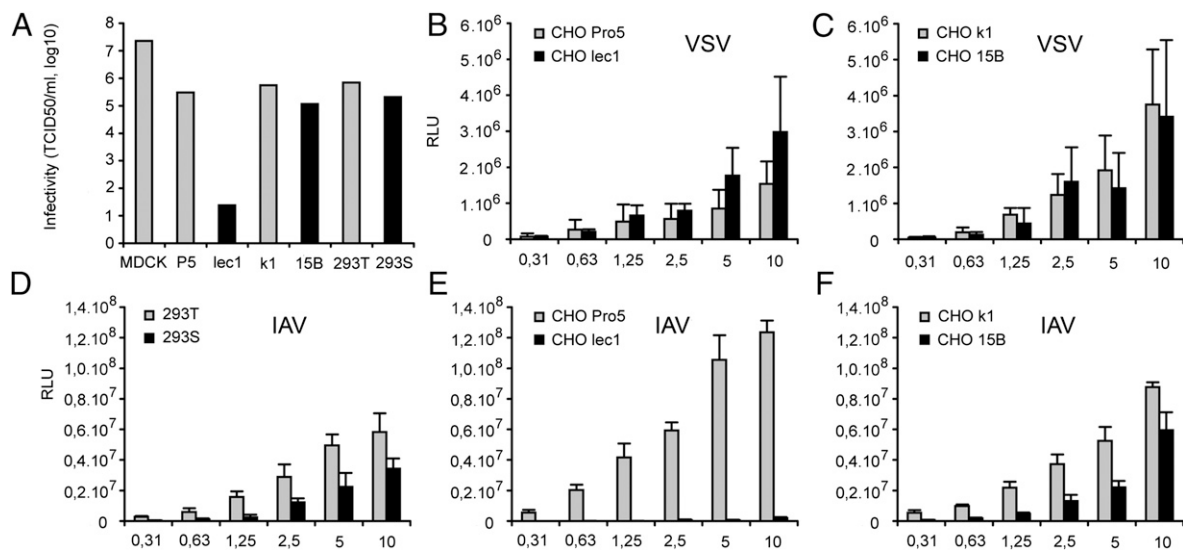 A
Infectivity (TCID50/ml, log10)
8
7
6
5
4
3
2
1
0
MDCK P5 lec1 k1 15B 293T 293S
B
CHO Pro5
CHO lec1
VSV
RLU
6.10⁶
5.10⁶
4.10⁶
3.10⁶
2.10⁶
1.10⁶
0
0,31 0,63 1,25 2,5 5 10
C
CHO k1
CHO 15B
VSV
6.10⁶
5.10⁶
4.10⁶
3.10⁶
2.10⁶
1.10⁶
0
0,31 0,63 1,25 2,5 5 10
D
293T
293S
IAV
RLU
1,4.10⁸
1,2.10⁸
1,0.10⁸
0,8.10⁷
0,6.10⁷
0,4.10⁷
0,2.10⁷
0
0,31 0,63 1,25 2,5 5 10
E
CHO Pro5
CHO lec1
IAV
1,4.10⁸
1,2.10⁸
1,0.10⁸
0,8.10⁷
0,6.10⁷
0,4.10⁷
0,2.10⁷
0
0,31 0,63 1,25 2,5 5 10
F
CHO k1
CHO 15B
IAV
1,4.10⁸
1,2.10⁸
1,0.10⁸
0,8.10⁷
0,6.10⁷
0,4.10⁷
0,2.10⁷
0
0,31 0,63 1,25 2,5 5 10